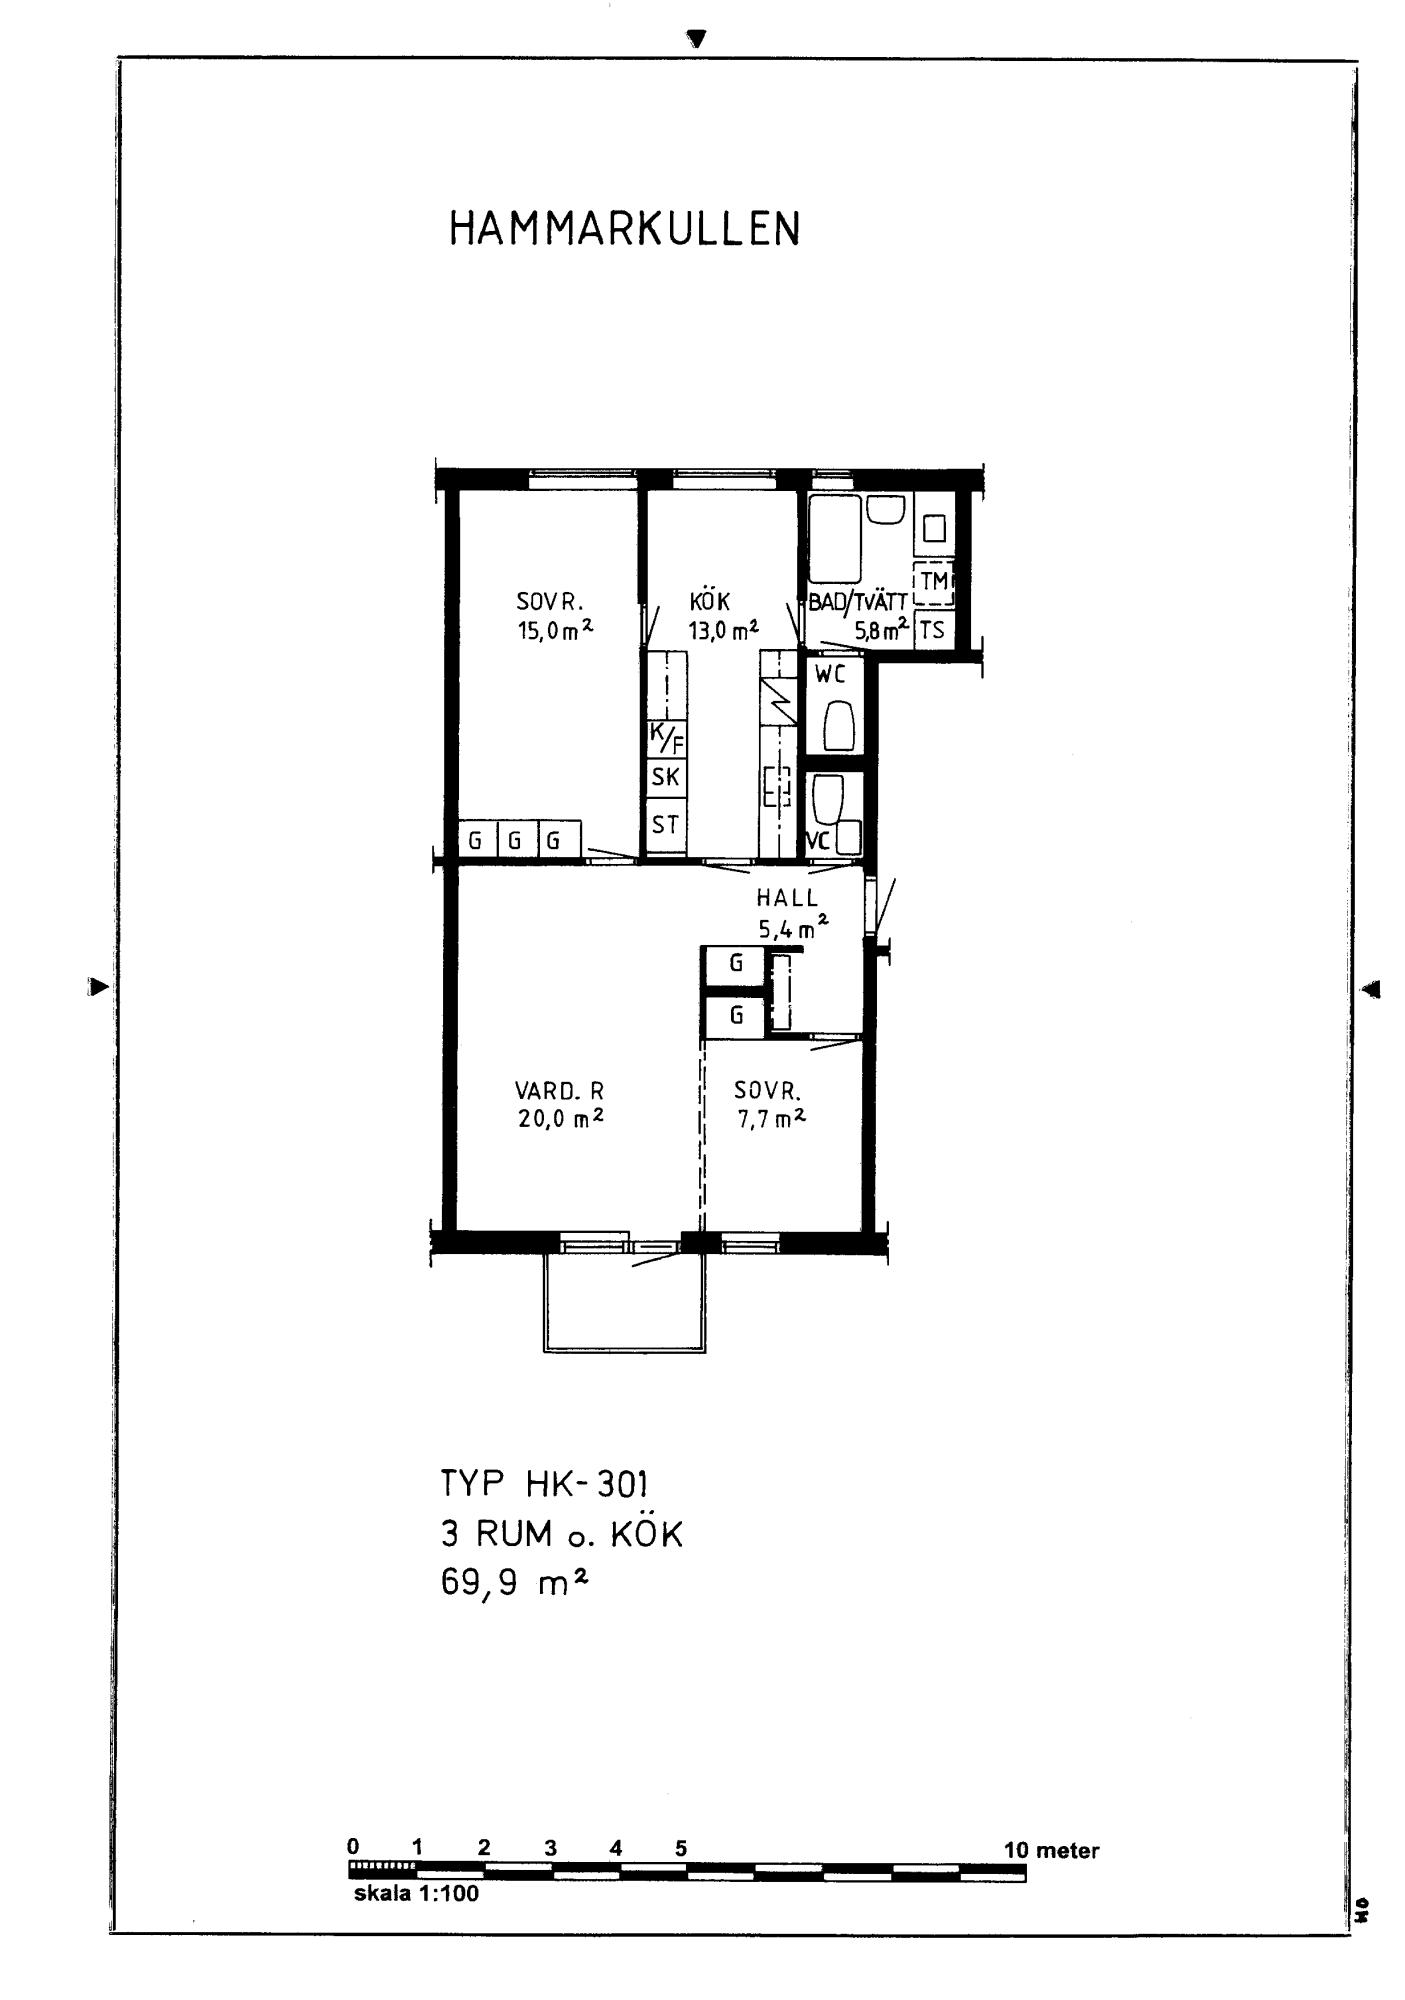 HAMMARKULLEN
SOVR.
15,0 m²
KÖK
13,0 m²
BAD/TVÄTT
5,8 m²
TM
TS
WC
K/F
SK
ST
G G G
VC
HALL
5,4 m²
G
G
VARD. R
20,0 m²
SOVR.
7,7 m²
TYP HK-301
3 RUM o. KÖK
69,9 m²
0 1 2 3 4 5 10 meter
skala 1:100